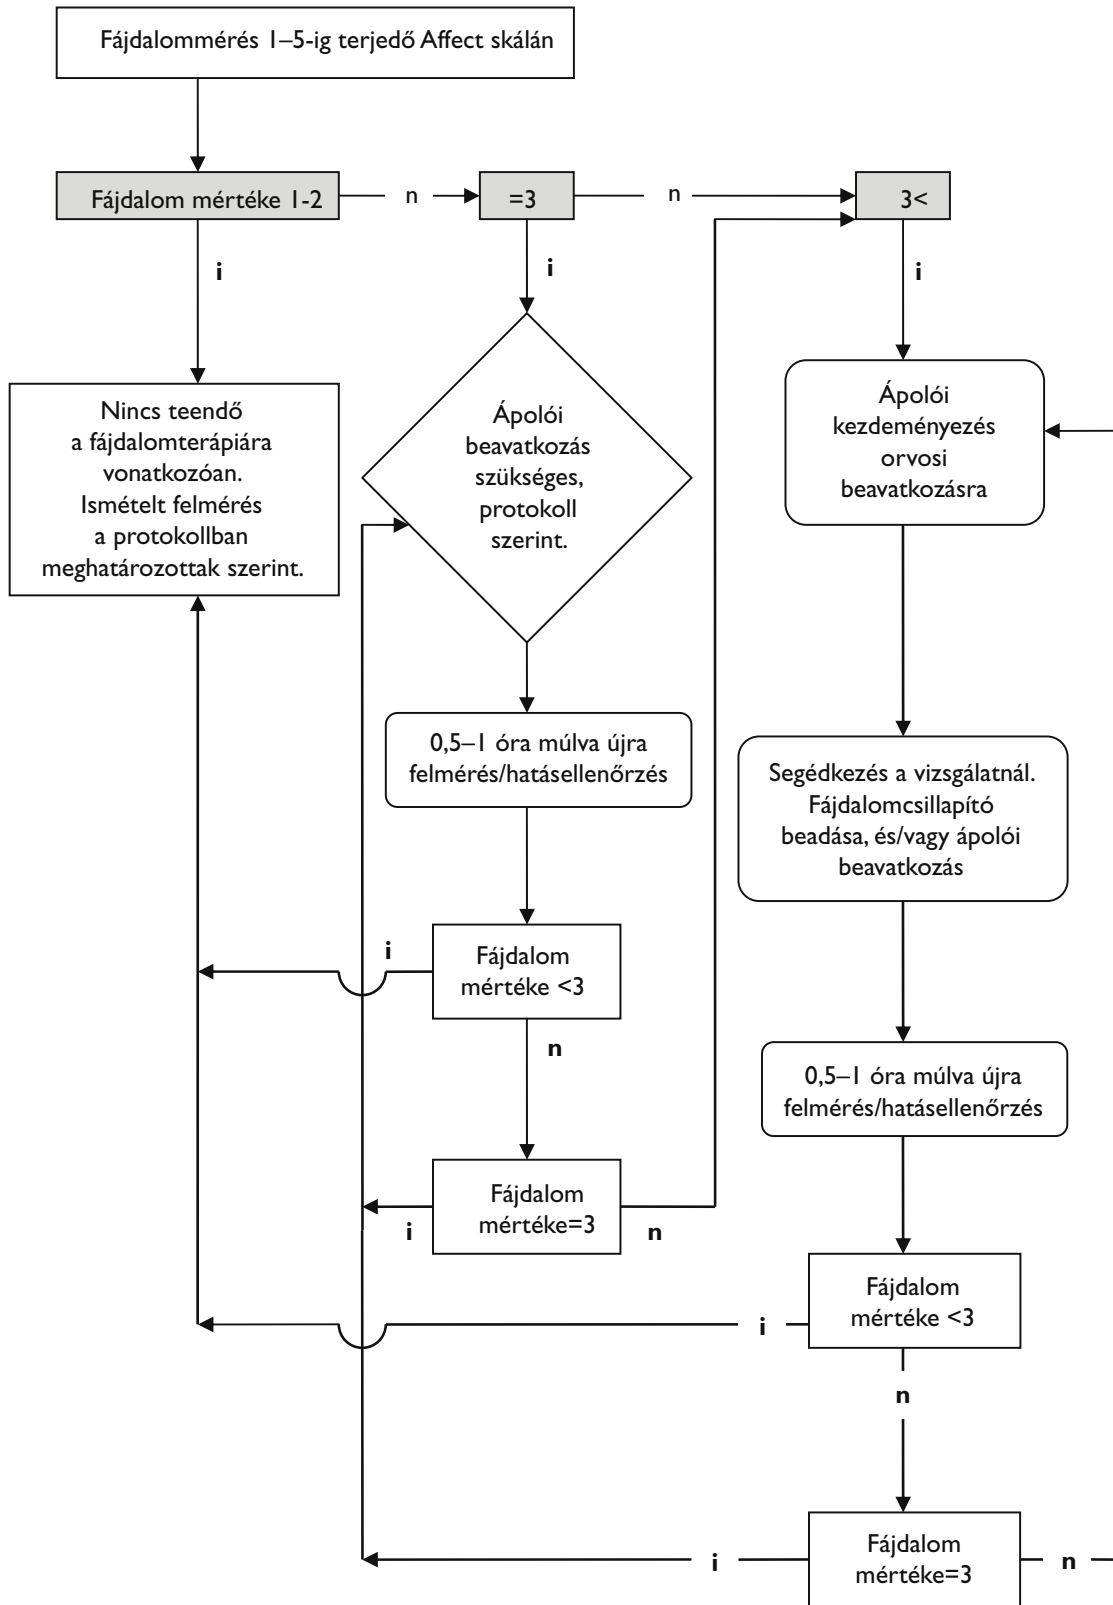 Fájdalommérés 1–5-ig terjedő Affect skálán
Fájdalom mértéke 1-2
n
=3
n
3<
i
i
i
Nincs teendő
a fájdalomterápiára
vonatkozóan.
Ismételt felmérés
a protokollban
meghatározottak szerint.
Ápolói
beavatkozás
szükséges,
protokoll
szerint.
Ápolói
kezdeményezés
orvosi
beavatkozásra
0,5–1 óra múlva újra
felmérés/hatásellenőrzés
Segédkezés a vizsgálatnál.
Fájdalomcsillapító
beadása, és/vagy ápolói
beavatkozás
i
Fájdalom
mértéke <3
n
0,5–1 óra múlva újra
felmérés/hatásellenőrzés
Fájdalom
mértéke=3
i
n
Fájdalom
mértéke <3
i
n
Fájdalom
mértéke=3
i
n